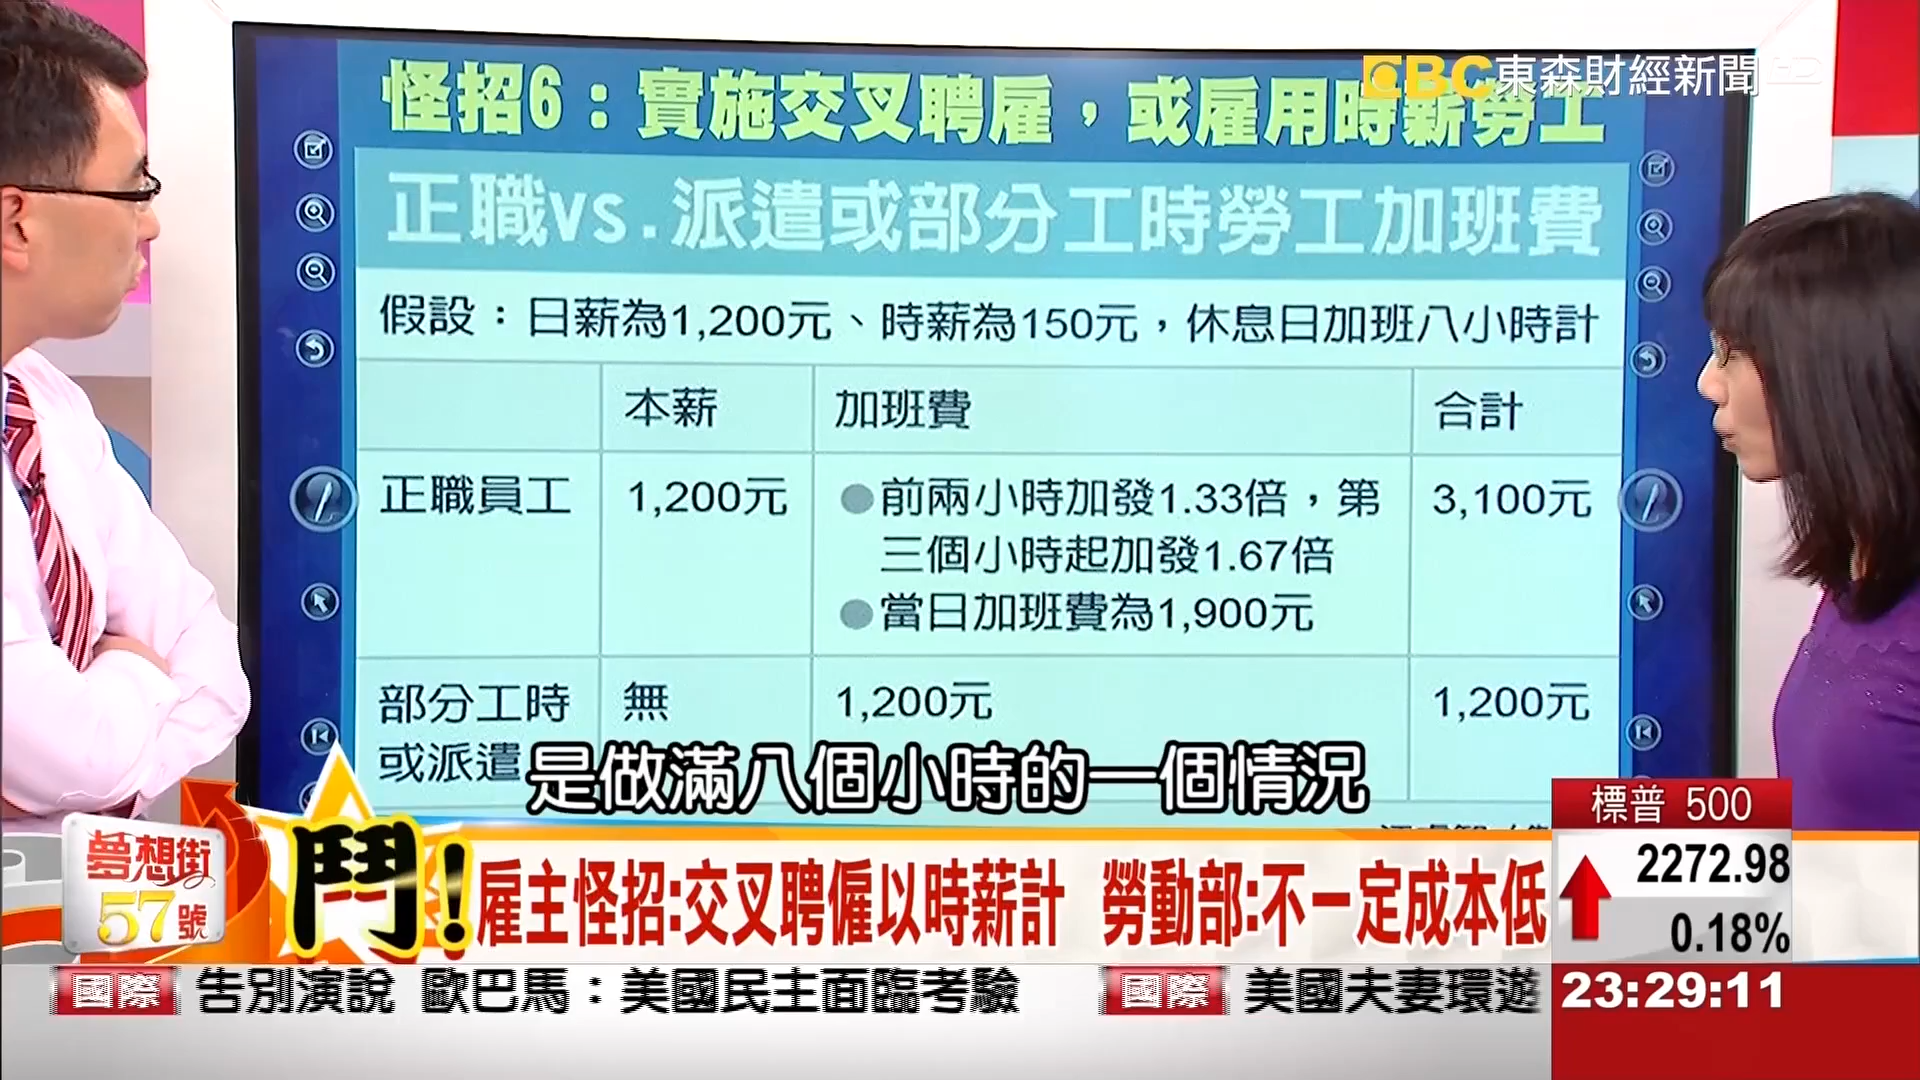 怪招6：實施交叉聘雇，或雇用時薪勞工
EBC東森財經新聞HD
正職vs.派遣或部分工時勞工加班費
假設：日薪為1,200元、時薪為150元，休息日加班八小時計
本薪
加班費
合計
正職員工
1,200元
●前兩小時加發1.33倍，第
三個小時起加發1.67倍
●當日加班費為1,900元
3,100元
部分工時
或派遣
無
1,200元
1,200元
是做滿八個小時的一個情況
夢想街
57號
鬥!
雇主怪招:交叉聘僱以時薪計 勞動部:不一定成本低
標普 500
2272.98
0.18%
國際 告別演說 歐巴馬：美國民主面臨考驗
國際 美國夫妻環遊
23:29:11